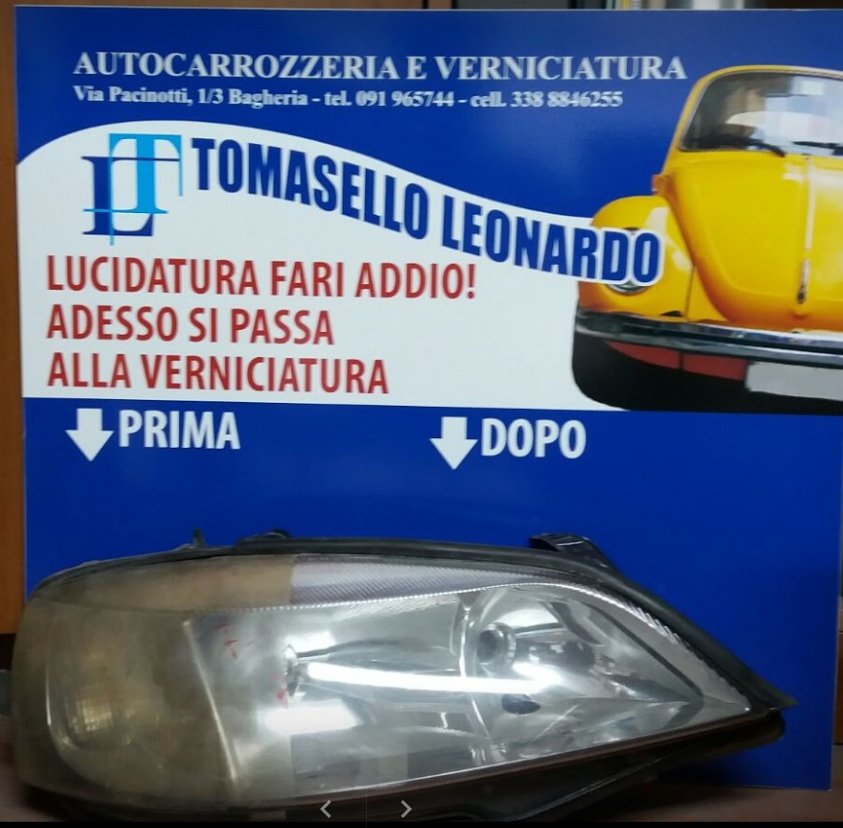 AUTOCARROZZERIA E VERNICIATURA
Via Pacinotti, 1/3 Bagheria - tel. 091 965744 - cell. 338 8846255
LT TOMASELLO LEONARDO
LUCIDATURA FARI ADDIO!
ADESSO SI PASSA
ALLA VERNICIATURA
PRIMA
DOPO